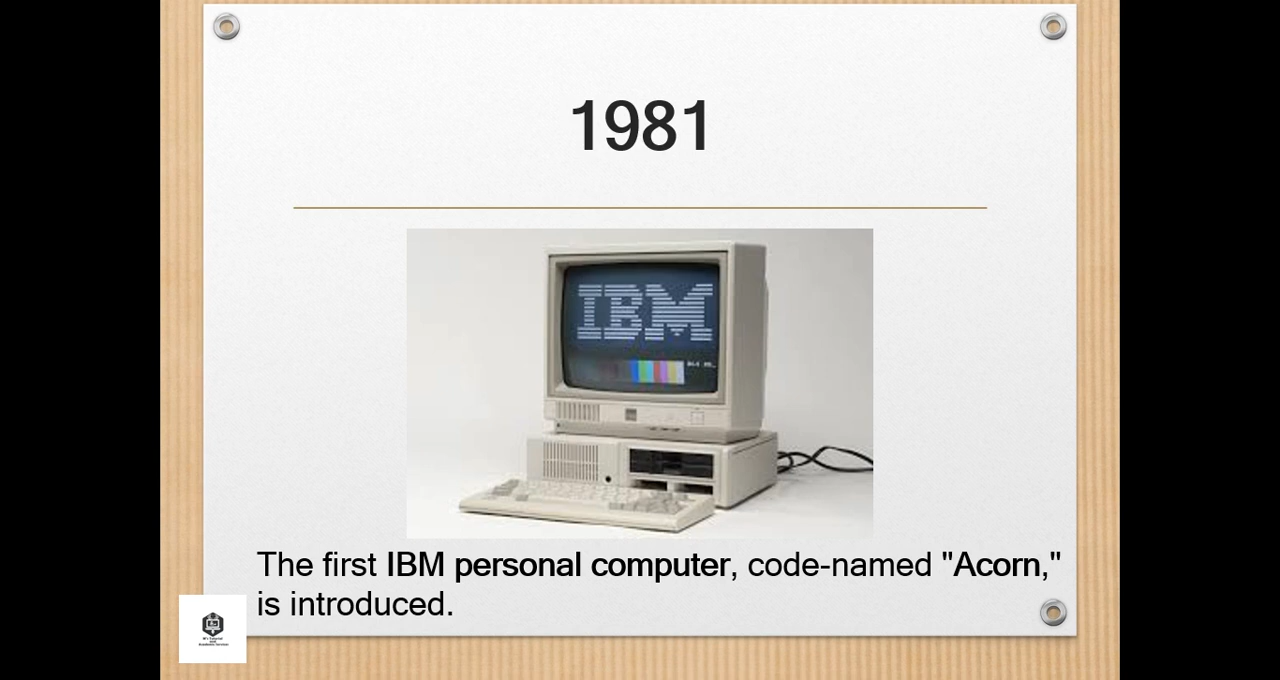 1981
IBM
The first IBM personal computer, code-named "Acorn,"
is introduced.